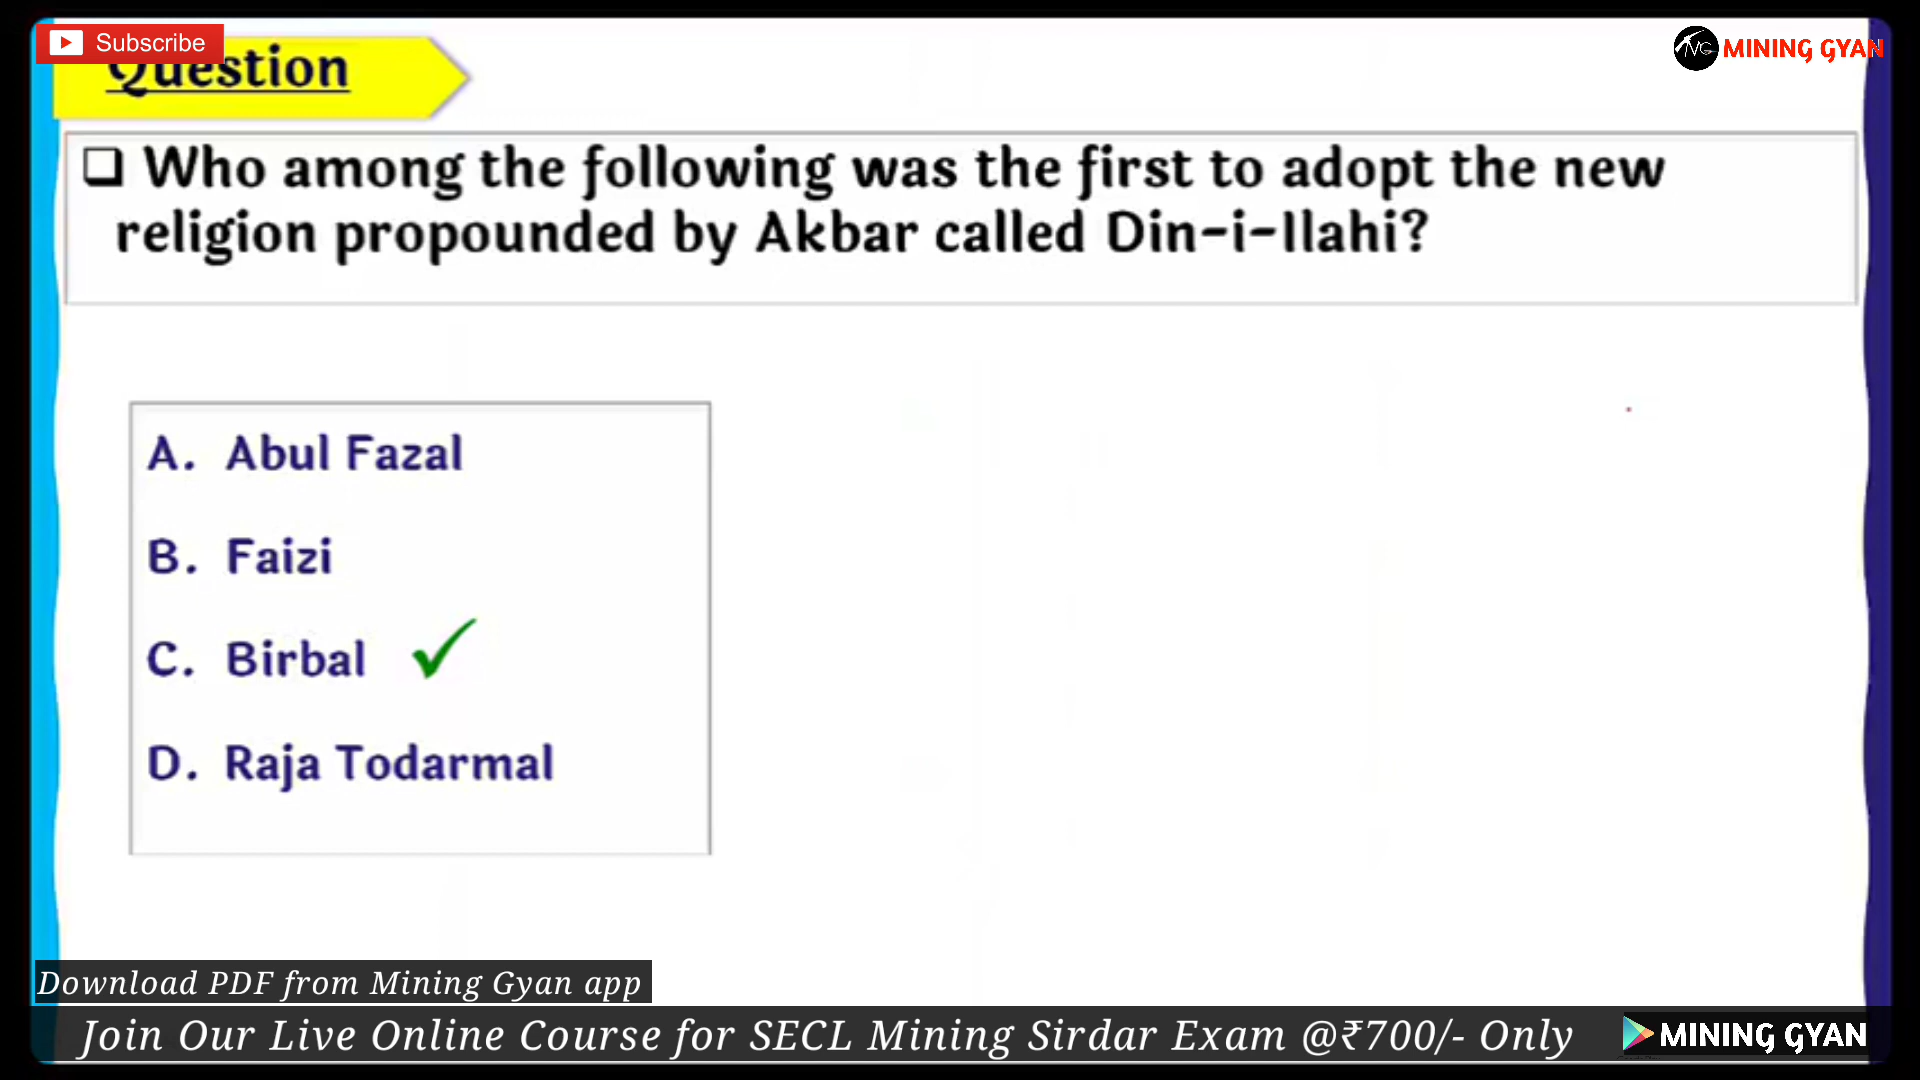 Subscribe
Question
MINING GYAN
❑ Who among the following was the first to adopt the new
religion propounded by Akbar called Din-i-Ilahi?
A. Abul Fazal
B. Faizi
C. Birbal ✓
D. Raja Todarmal
Download PDF from Mining Gyan app
Join Our Live Online Course for SECL Mining Sirdar Exam @₹700/- Only
MINING GYAN